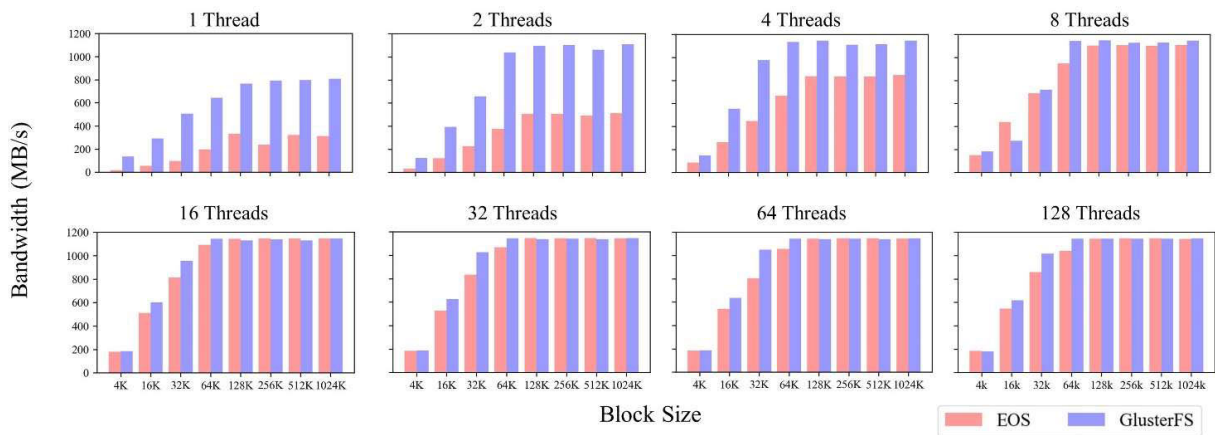 1 Thread
2 Threads
4 Threads
8 Threads
1200
1000
800
600
400
200
0
16 Threads
32 Threads
64 Threads
128 Threads
1200
1000
800
600
400
200
0
4K 16K 32K 64K 128K 256K 512K 1024K
4K 16K 32K 64K 128K 256K 512K 1024K
4K 16K 32K 64K 128K 256K 512K 1024K
4k 16k 32k 64k 128k 256k 512k 1024k
Bandwidth (MB/s)
Block Size
EOS
GlusterFS